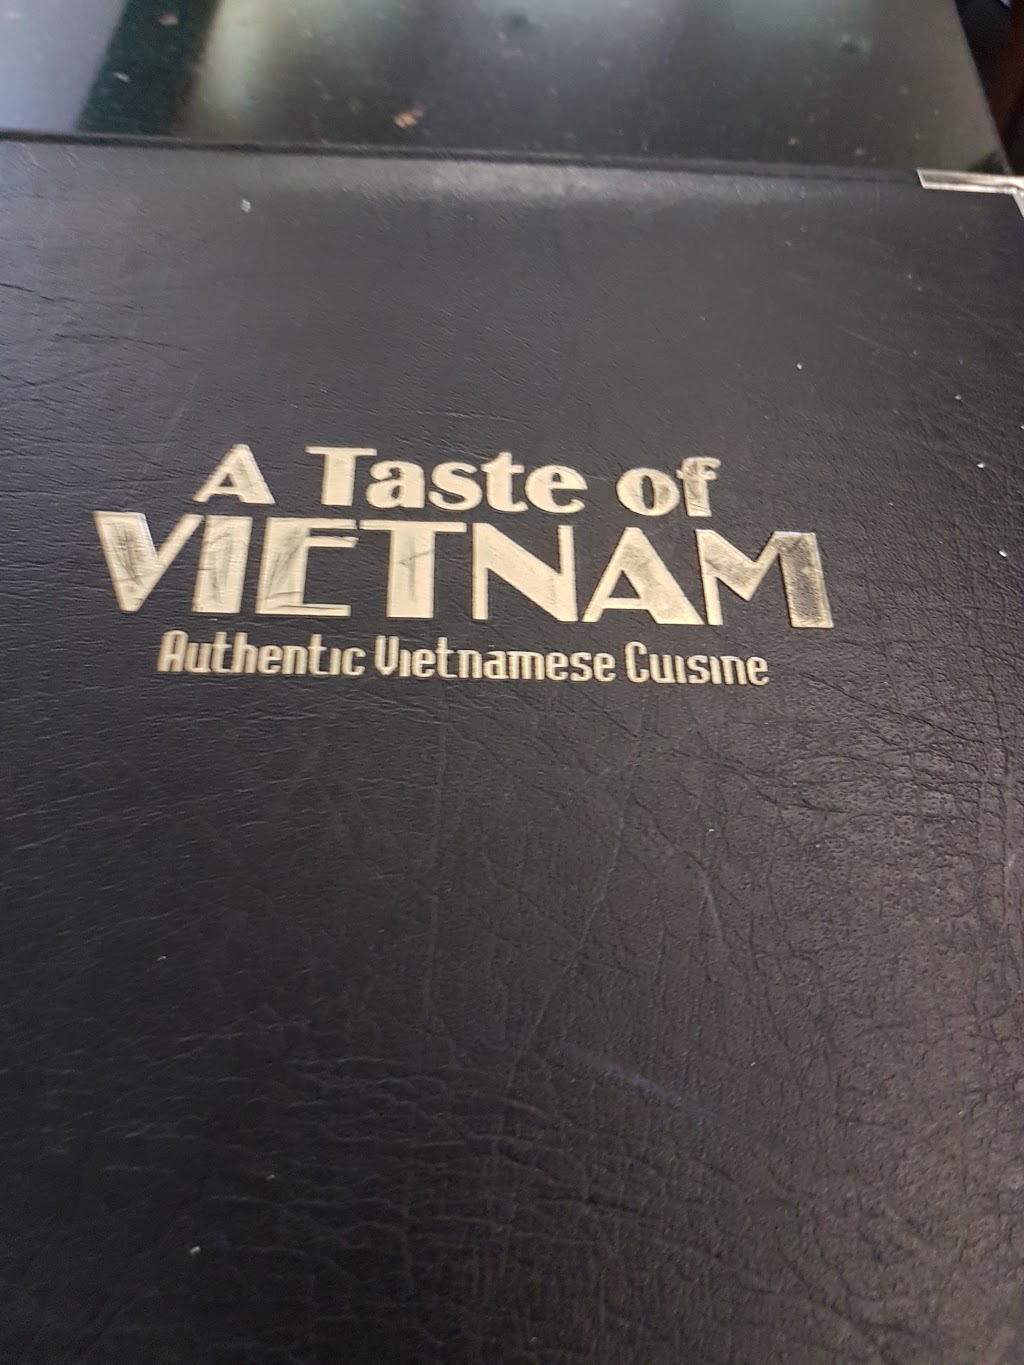 A Taste of
VIETNAM
Authentic Vietnamese Cuisine